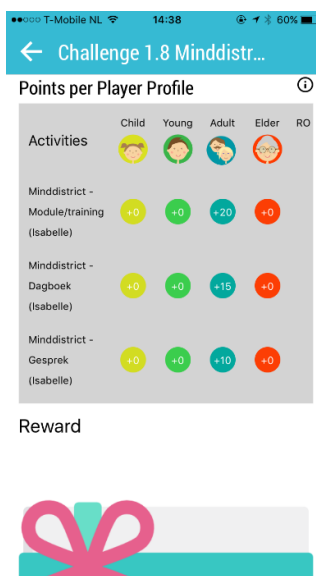 T-Mobile NL 14:38 60%
Challenge 1.8 Minddistr...
Points per Player Profile
Child Young Adult Elder RO
Activities
Minddistrict -
Module/training
(Isabelle)
+0 +0 +20 +0
Minddistrict -
Dagboek
(Isabelle)
+0 +0 +15 +0
Minddistrict -
Gesprek
(Isabelle)
+0 +0 +10 +0
Reward